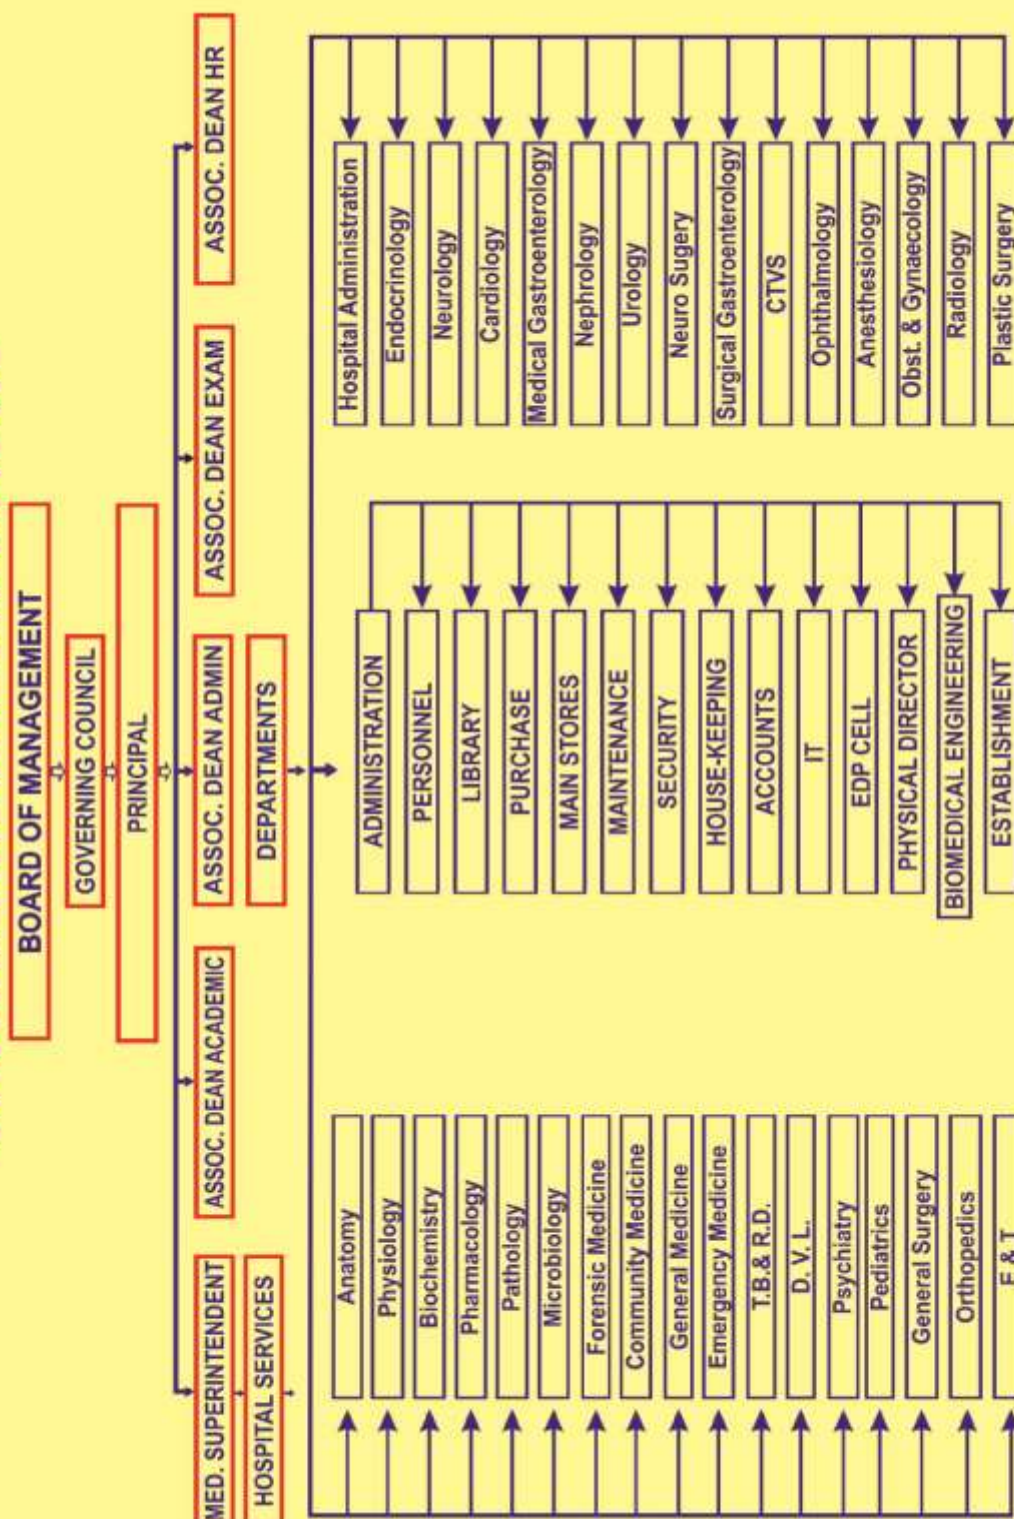 BOARD OF MANAGEMENT
GOVERNING COUNCIL
PRINCIPAL
MED. SUPERINTENDENT
ASSOC. DEAN ACADEMIC
ASSOC. DEAN ADMIN
ASSOC. DEAN EXAM
ASSOC. DEAN HR
HOSPITAL SERVICES
DEPARTMENTS
Anatomy
Physiology
Biochemistry
Pharmacology
Pathology
Microbiology
Forensic Medicine
Community Medicine
General Medicine
Emergency Medicine
T.B.& R.D.
D. V. L.
Psychiatry
Pediatrics
General Surgery
Orthopedics
ADMINISTRATION
PERSONNEL
LIBRARY
PURCHASE
MAIN STORES
MAINTENANCE
SECURITY
HOUSE-KEEPING
ACCOUNTS
IT
EDP CELL
PHYSICAL DIRECTOR
BIOMEDICAL ENGINEERING
ESTABLISHMENT
Hospital Administration
Endocrinology
Neurology
Cardiology
Medical Gastroenterology
Nephrology
Urology
Neuro Sugery
Surgical Gastroenterology
CTVS
Ophthalmology
Anesthesiology
Obst. & Gynaecology
Radiology
Plastic Surgery